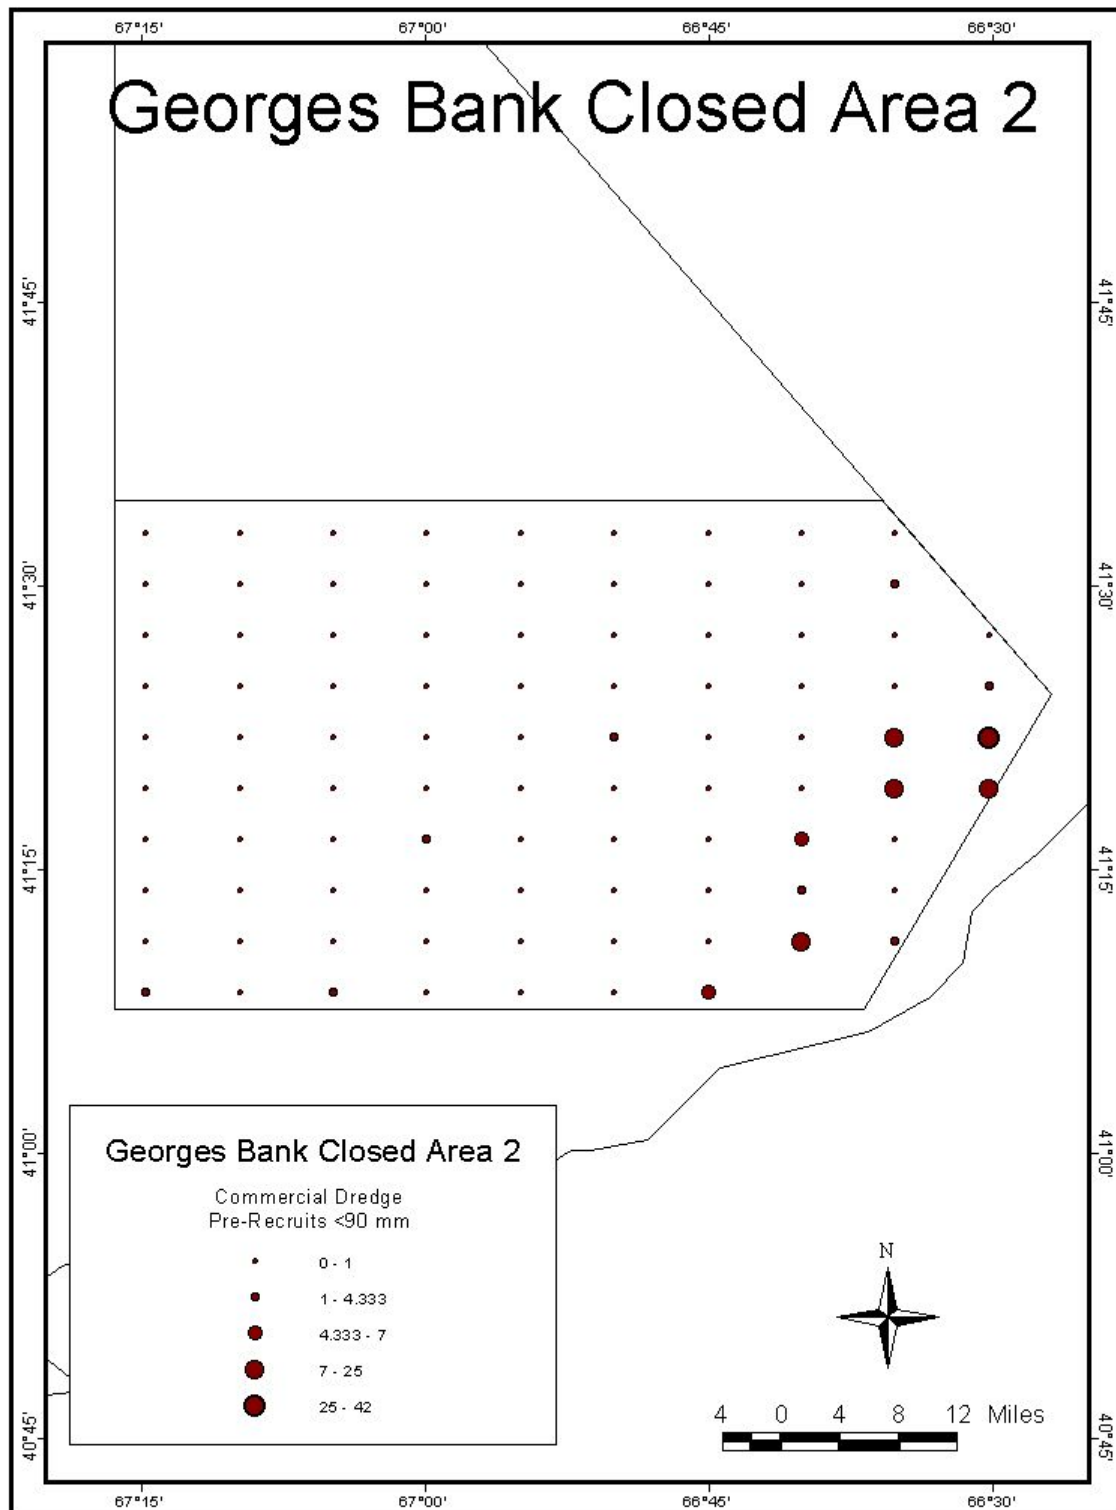 67°15' 67°00' 66°45' 66°30'
Georges Bank Closed Area 2
41°45' 41°45'
41°30' 41°30'
41°15' 41°15'
41°00' 41°00'
Georges Bank Closed Area 2
Commercial Dredge
Pre-Recruits <90 mm
0 - 1
1 - 4.333
4.333 - 7
7 - 25
25 - 42
N
4 0 4 8 12 Miles
40°45' 40°45'
67°15' 67°00' 66°45' 66°30'